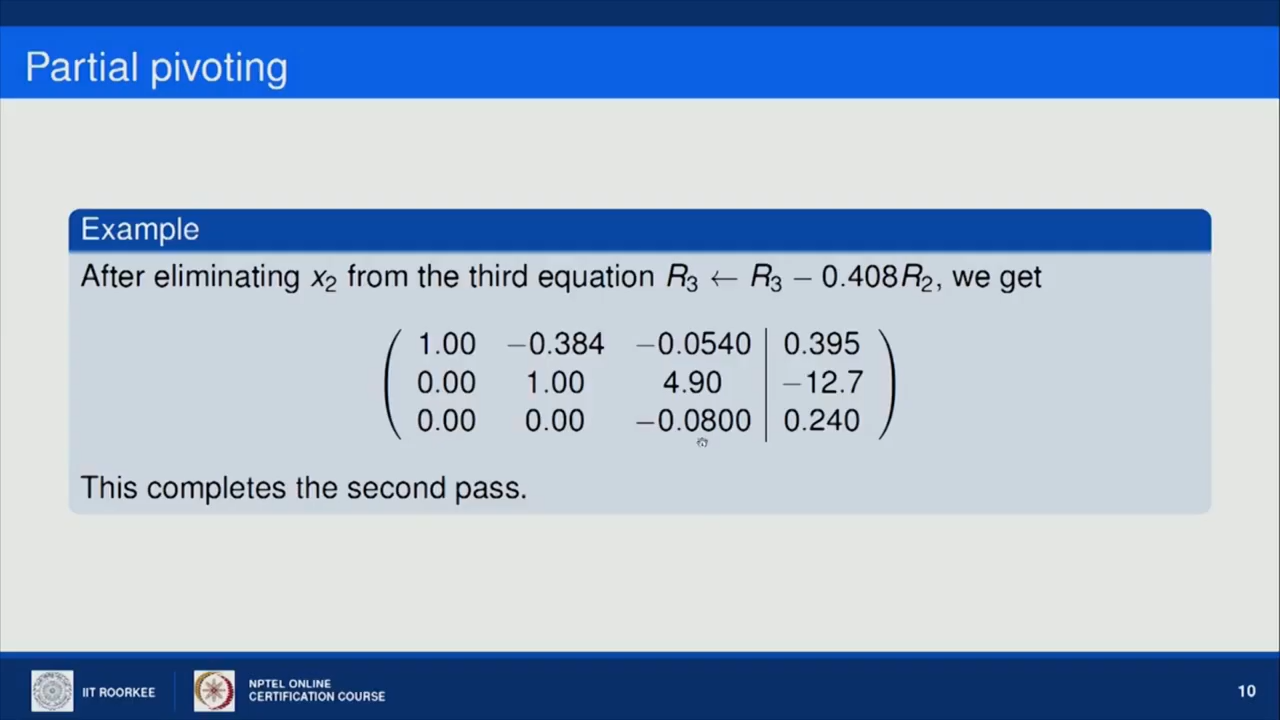 Partial pivoting
Example
After eliminating x₂ from the third equation R₃ ← R₃ − 0.408R₂, we get
1.00 −0.384 −0.0540 | 0.395
0.00 1.00 4.90 | −12.7
0.00 0.00 −0.0800 | 0.240
This completes the second pass.
IIT ROORKEE
NPTEL ONLINE
CERTIFICATION COURSE
10